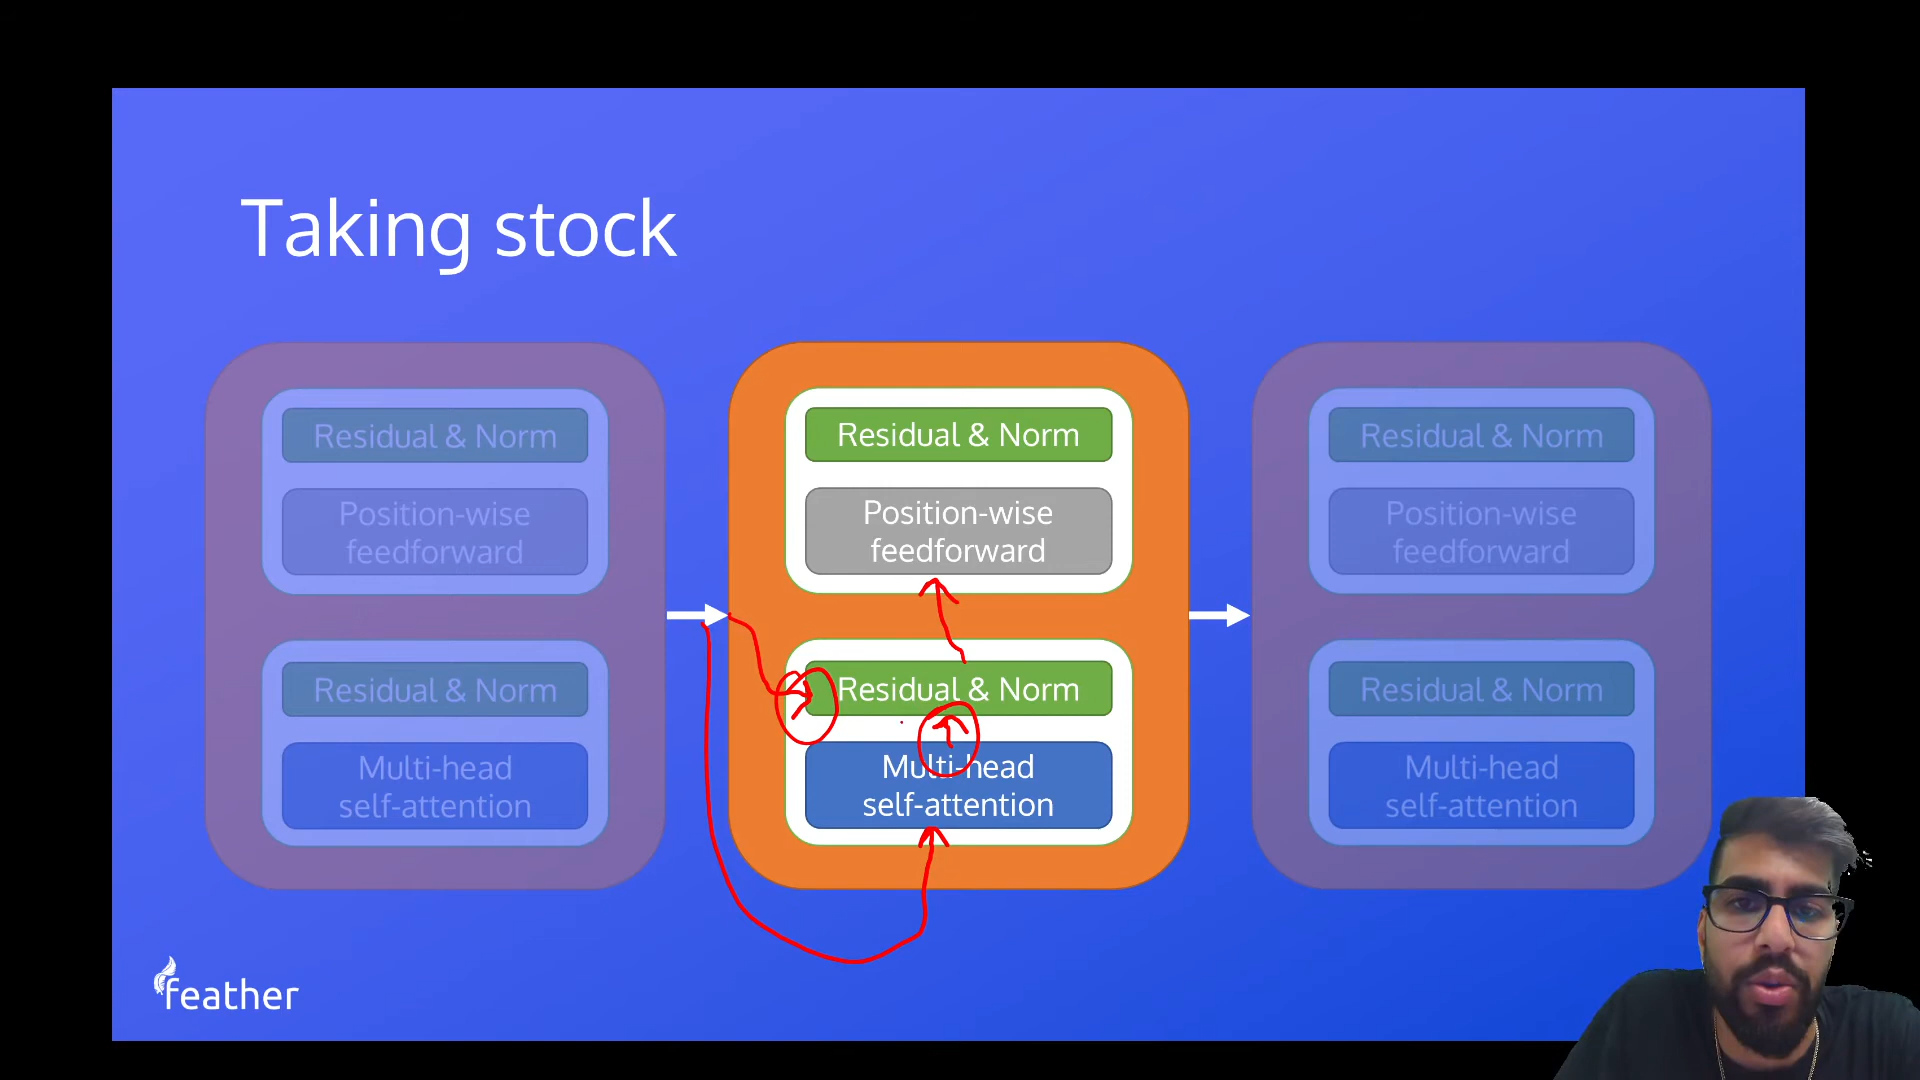 Taking stock
Residual & Norm
Position-wise
feedforward
Residual & Norm
Multi-head
self-attention
Residual & Norm
Position-wise
feedforward
Residual & Norm
Multi-head
self-attention
Residual & Norm
Position-wise
feedforward
Residual & Norm
Multi-head
self-attention
feather